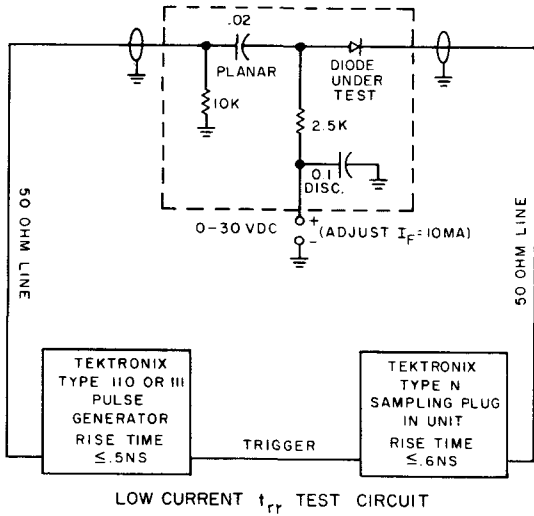 .02
PLANAR
10K
DIODE
UNDER
TEST
2.5K
0.1
DISC.
0-30 VDC
+
-
(ADJUST I_F=10MA)
50 OHM LINE
50 OHM LINE
TEKTRONIX
TYPE 110 OR 111
PULSE
GENERATOR
RISE TIME
≤.5NS
TRIGGER
TEKTRONIX
TYPE N
SAMPLING PLUG
IN UNIT
RISE TIME
≤.6NS
LOW CURRENT t_rr TEST CIRCUIT